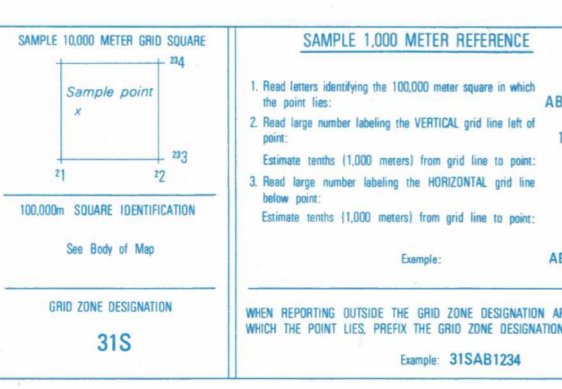 SAMPLE 10,000 METER GRID SQUARE
²³4
Sample point
x
²³3
²1
²2
100,000m SQUARE IDENTIFICATION
See Body of Map
GRID ZONE DESIGNATION
31S
SAMPLE 1,000 METER REFERENCE
1. Read letters identifying the 100,000 meter square in which
the point lies:
AB
2. Read large number labeling the VERTICAL grid line left of
point:
1
Estimate tenths (1,000 meters) from grid line to point:
3. Read large number labeling the HORIZONTAL grid line
below point:
Estimate tenths (1,000 meters) from grid line to point:
Example:
WHEN REPORTING OUTSIDE THE GRID ZONE DESIGNATION
WHICH THE POINT LIES, PREFIX THE GRID ZONE DESIGNATION
Example: 31SAB1234